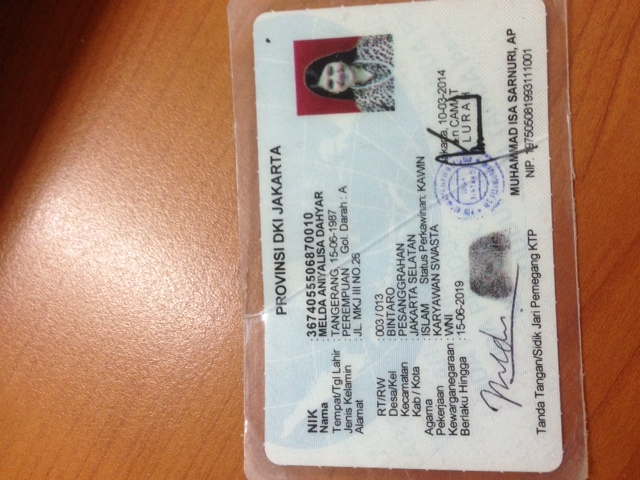 PROVINSI DKI JAKARTA
NIK : 3674055506870010
Nama : MELDA ANIYALISA DAHYAR
Tempat/Tgl Lahir : TANGERANG, 15-06-1987
Jenis Kelamin : PEREMPUAN Gol. Darah : A
Alamat : JL. MKJ III NO.26
RT/RW : 003 / 013
Desa/Kel : BINTARO
Kecamatan : PESANGGRAHAN
Kab / Kota : JAKARTA SELATAN
Agama : ISLAM Status Perkawinan: KAWIN
Pekerjaan : KARYAWAN SWASTA
Kewarganegaraan : WNI
Berlaku Hingga : 15-06-2019
10-03-2014
CAMAT
LURAH
MUHAMMAD ISA SARNURI, AP
NIP. 197505081993111001
Tanda Tangan/Sidik Jari Pemegang KTP